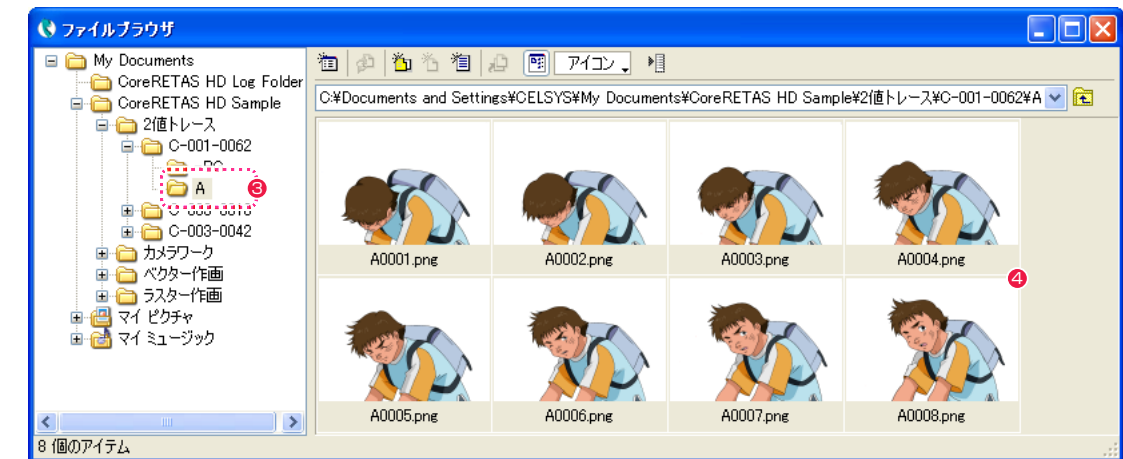 ファイルブラウザ
My Documents
CoreRETAS HD Log Folder
CoreRETAS HD Sample
2値トレース
C-001-0062
A
❸
C-003-0042
カメラワーク
ベクター作画
ラスター作画
マイ ピクチャ
マイ ミュージック
アイコン
C:¥Documents and Settings¥CELSYS¥My Documents¥CoreRETAS HD Sample¥2値トレース¥C-001-0062¥A
A0001.png
A0002.png
A0003.png
A0004.png
❹
A0005.png
A0006.png
A0007.png
A0008.png
8 個のアイテム